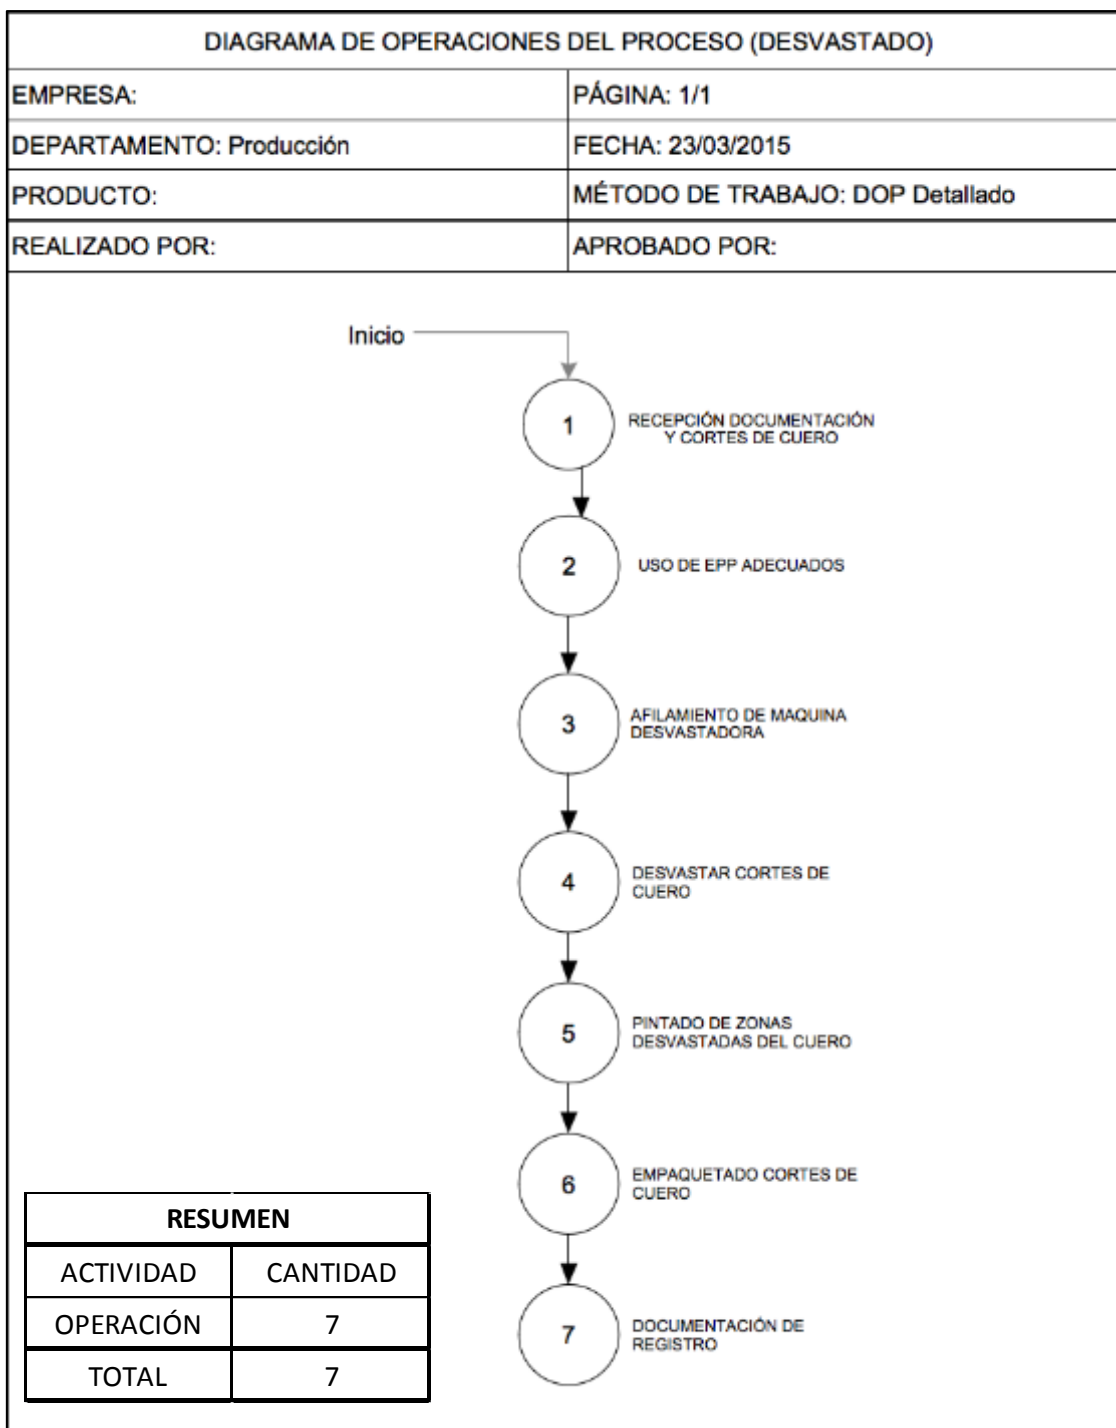 DIAGRAMA DE OPERACIONES DEL PROCESO (DESVASTADO)
EMPRESA:
PÁGINA: 1/1
DEPARTAMENTO: Producción
FECHA: 23/03/2015
PRODUCTO:
MÉTODO DE TRABAJO: DOP Detallado
REALIZADO POR:
APROBADO POR:
Inicio
1
RECEPCIÓN DOCUMENTACIÓN
Y CORTES DE CUERO
2
USO DE EPP ADECUADOS
3
AFILAMIENTO DE MAQUINA
DESVASTADORA
4
DESVASTAR CORTES DE
CUERO
5
PINTADO DE ZONAS
DESVASTADAS DEL CUERO
6
EMPAQUETADO CORTES DE
CUERO
7
DOCUMENTACIÓN DE
REGISTRO
RESUMEN
ACTIVIDAD CANTIDAD
OPERACIÓN 7
TOTAL 7